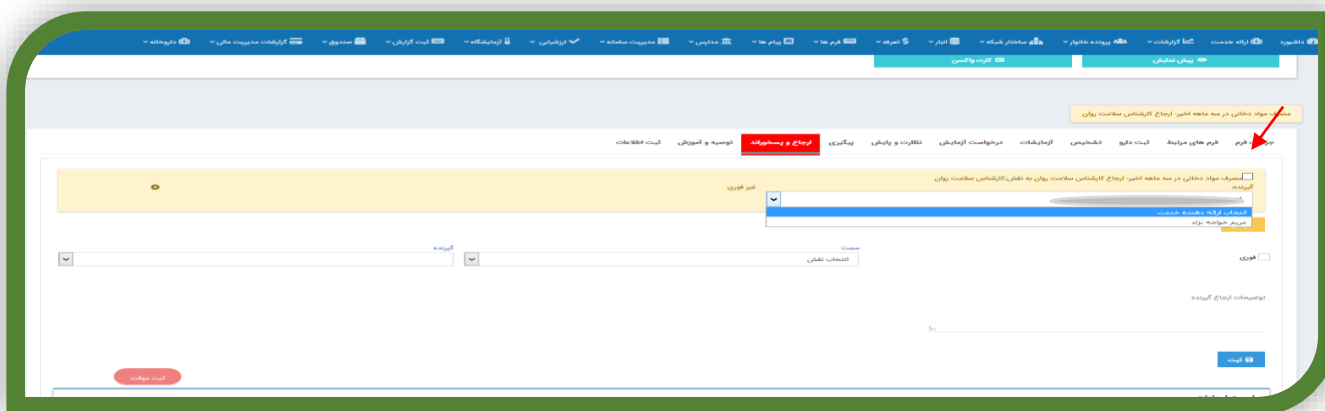 داشبورد ارائه خدمت گزارشات پرونده خانوار ساختار شبکه انبار تعرفه فرم ها پیام ها مدارس مدیریت سامانه ارزشیابی آزمایشگاه ثبت گزارش صندوق گزارشات مدیریت مالی داروخانه
پیش نمایش کارت واکسن
مصرف مواد دخانی در سه ماهه اخیر: ارجاع کارشناس سلامت روان
فرم فرم های مرتبط ثبت دارو تشخیص آزمایشات درخواست آزمایش نظارت و پایش پیگیری ارجاع و پسخوراند توصیه و آموزش ثبت اطلاعات
مصرف مواد دخانی در سه ماهه اخیر: ارجاع کارشناس سلامت روان به نقش:کارشناس سلامت روان
گیرنده: غیر فوری
انتخاب ارائه دهنده خدمت
مریم خواجه نژاد
سمت گیرنده
فوری انتخاب نقش
توضیحات ارجاع گیرنده
ثبت
ثبت موقت